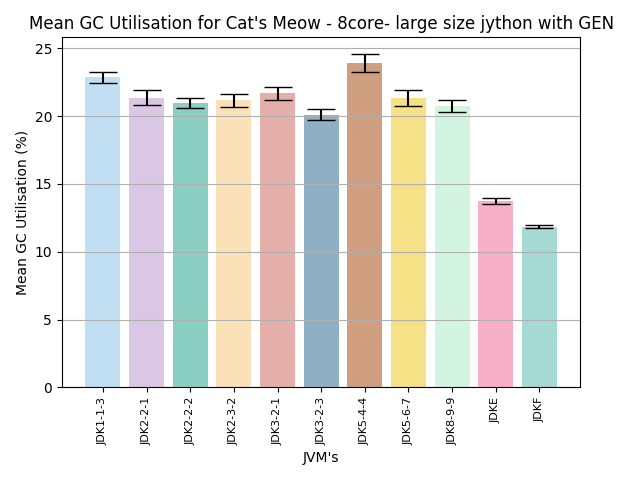 Mean GC Utilisation for Cat's Meow - 8core- large size jython with GEN
Mean GC Utilisation (%)
25
20
15
10
5
0
JDK1-1-3
JDK2-2-1
JDK2-2-2
JDK2-3-2
JDK3-2-1
JDK3-2-3
JDK5-4-4
JDK5-6-7
JDK8-9-9
JDKE
JDKF
JVM's